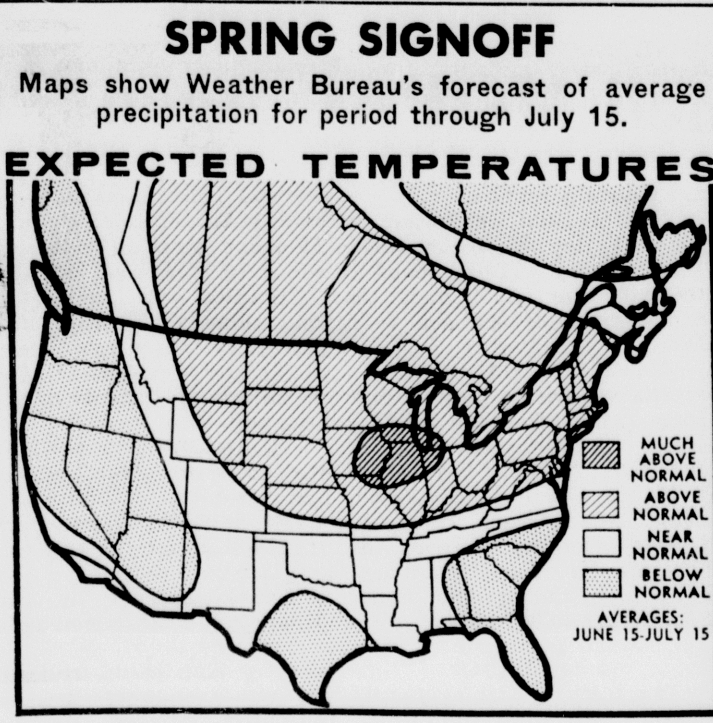 SPRING SIGNOFF
Maps show Weather Bureau's forecast of average
precipitation for period through July 15.
EXPECTED TEMPERATURES
MUCH
ABOVE
NORMAL
ABOVE
NORMAL
NEAR
NORMAL
BELOW
NORMAL
AVERAGES:
JUNE 15-JULY 15